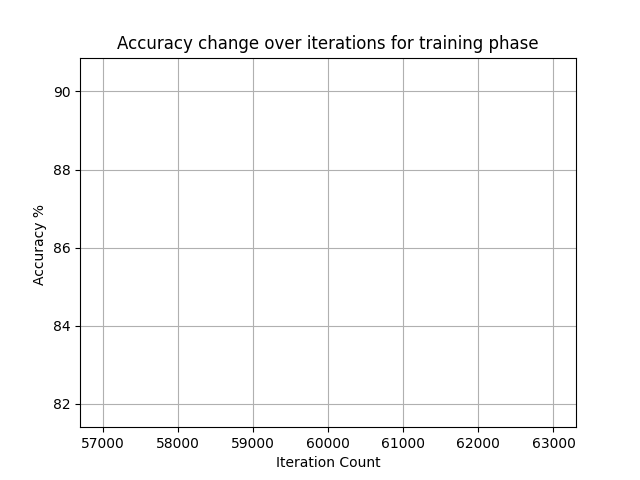 Accuracy change over iterations for training phase
90
88
86
84
82
Accuracy %
57000 58000 59000 60000 61000 62000 63000
Iteration Count